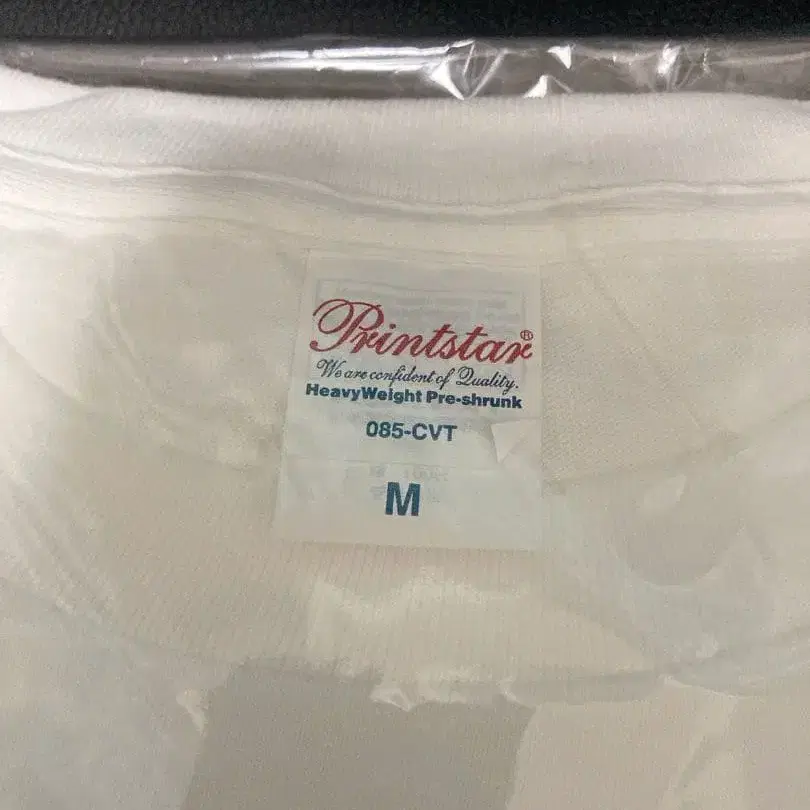 Printstar®
We are confident of Quality.
HeavyWeight Pre-shrunk
085-CVT
M